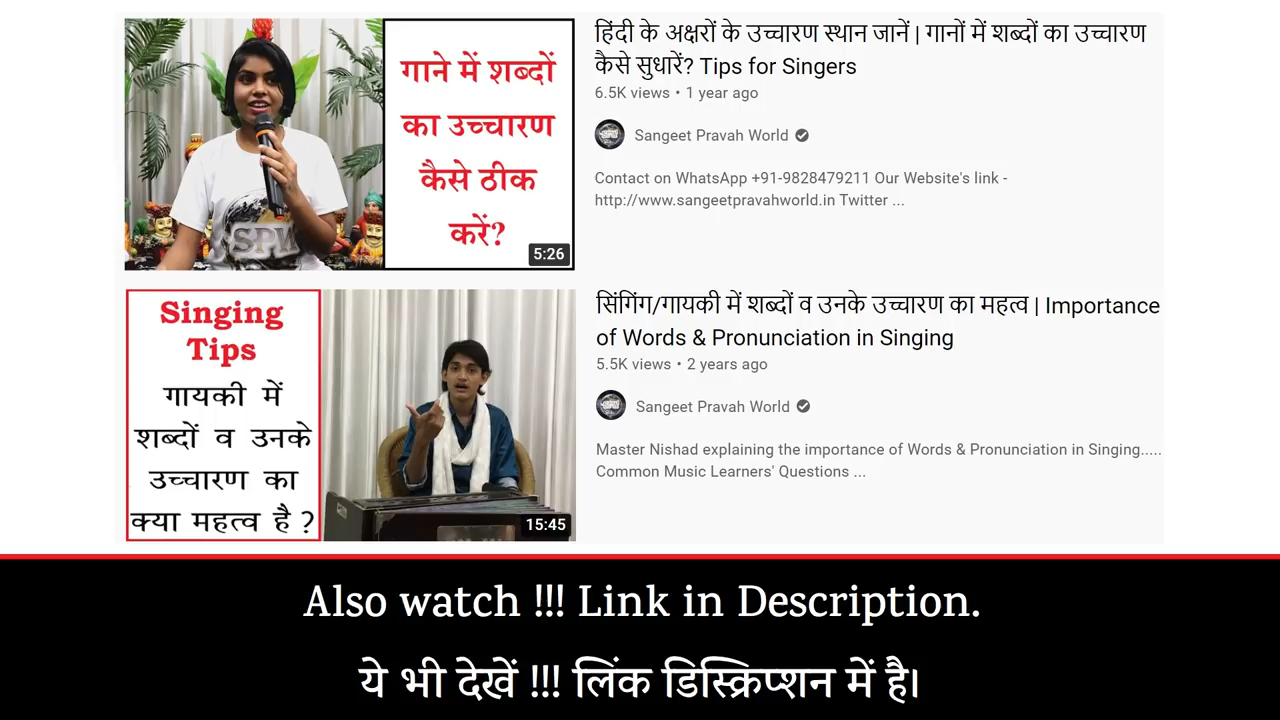 गाने में शब्दों
का उच्चारण
कैसे ठीक
करें?
SPW
5:26
हिंदी के अक्षरों के उच्चारण स्थान जानें | गानों में शब्दों का उच्चारण
कैसे सुधारें? Tips for Singers
6.5K views • 1 year ago
Sangeet Pravah World
Contact on WhatsApp +91-9828479211 Our Website's link -
http://www.sangeetpravahworld.in Twitter ...
Singing
Tips
गायकी में
शब्दों व उनके
उच्चारण का
क्या महत्व है ?
15:45
सिंगिंग/गायकी में शब्दों व उनके उच्चारण का महत्व | Importance
of Words & Pronunciation in Singing
5.5K views • 2 years ago
Sangeet Pravah World
Master Nishad explaining the importance of Words & Pronunciation in Singing.....
Common Music Learners' Questions ...
Also watch !!! Link in Description.
ये भी देखें !!! लिंक डिस्क्रिप्शन में है।